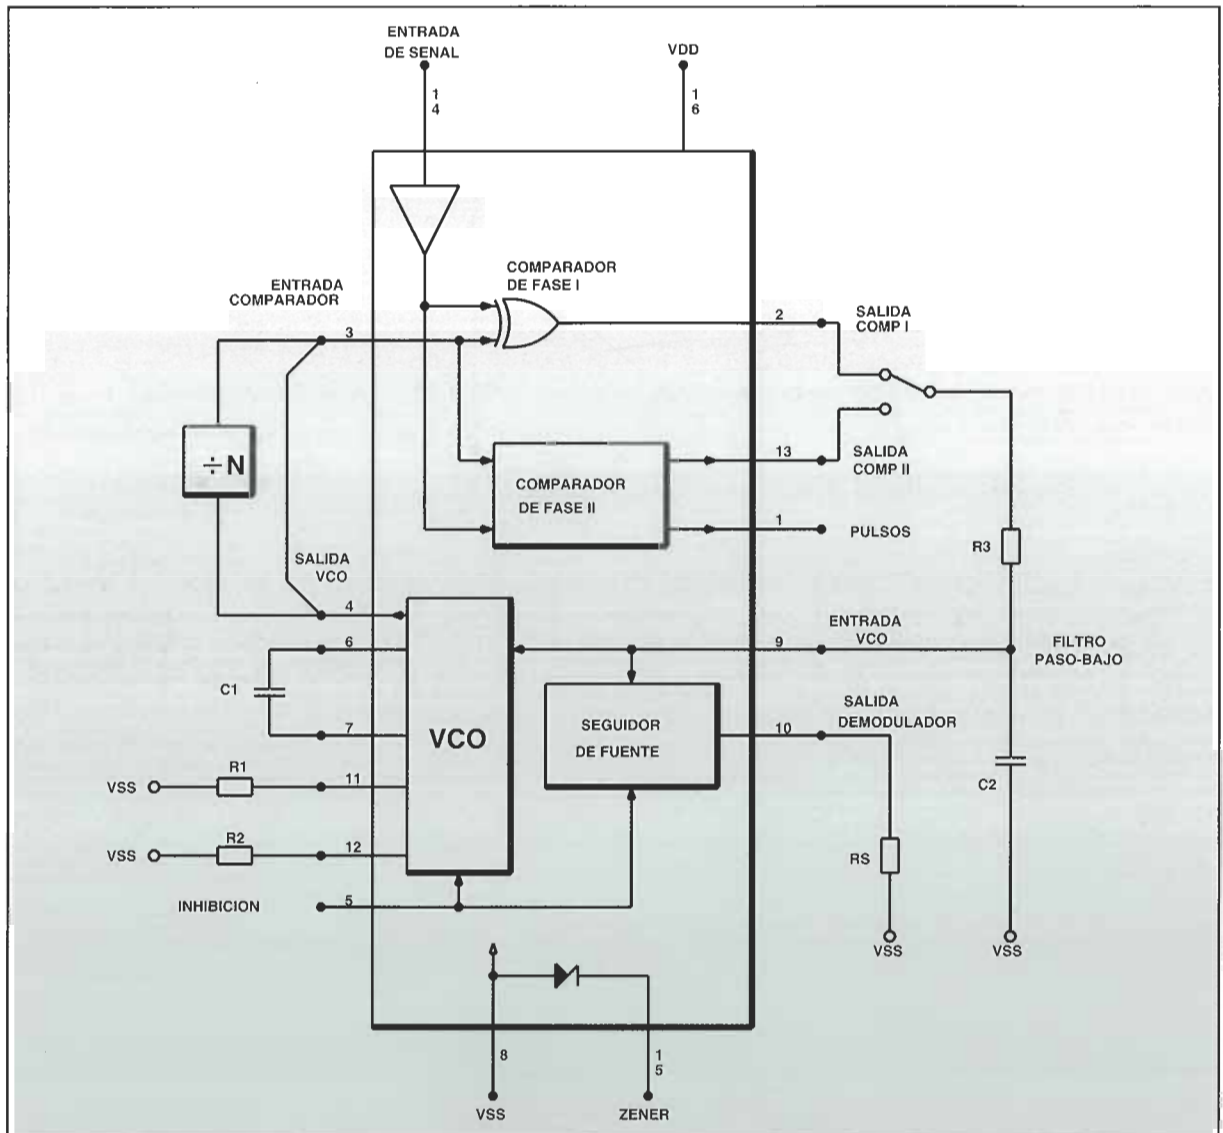 ENTRADA
DE SENAL
VDD
1
4
1
6
COMPARADOR
DE FASE I
ENTRADA
COMPARADOR
3
2
SALIDA
COMP I
÷N
COMPARADOR
DE FASE II
13
SALIDA
COMP II
1
PULSOS
R3
SALIDA
VCO
4
6
C1
7
VCO
ENTRADA
VCO
9
FILTRO
PASO-BAJO
SEGUIDOR
DE FUENTE
SALIDA
DEMODULADOR
10
C2
VSS
R1
11
VSS
R2
12
RS
INHIBICION
5
VSS
VSS
8
1
5
VSS
ZENER